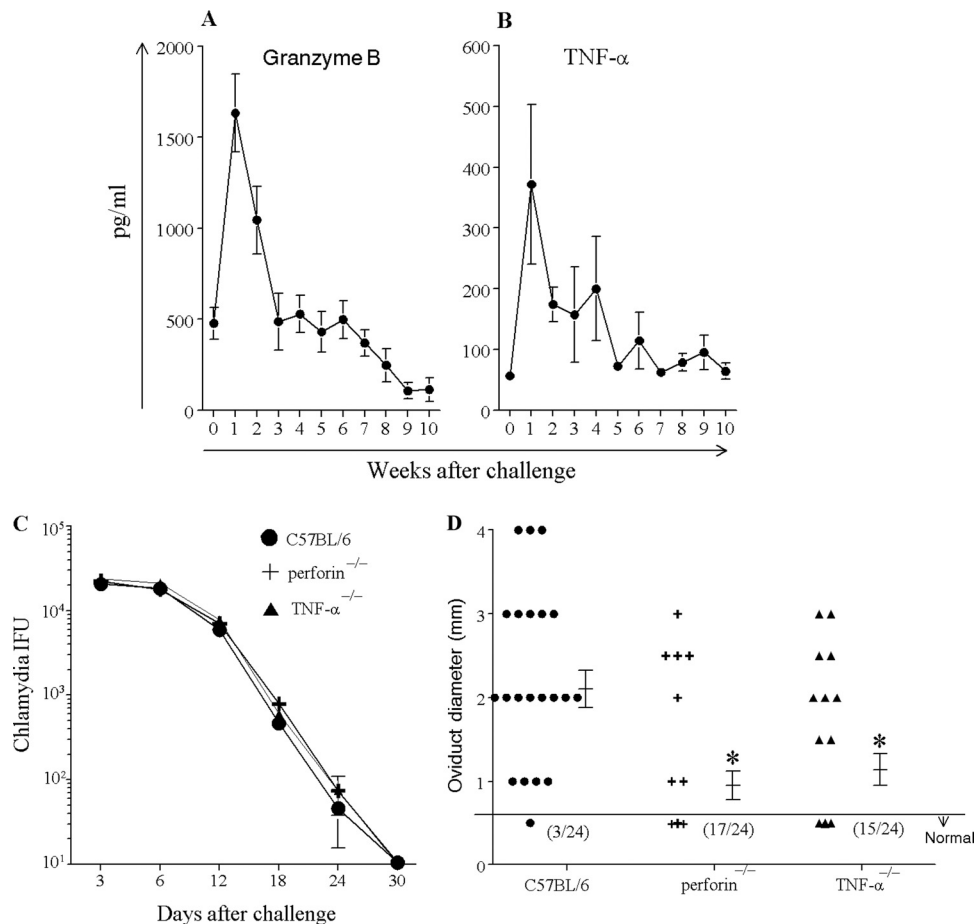 A
Granzyme B
2000
1500
1000
500
0
pg/ml
0 1 2 3 4 5 6 7 8 9 10
B
TNF-α
600
500
400
300
200
100
0
0 1 2 3 4 5 6 7 8 9 10
Weeks after challenge
C
C57BL/6
perforin⁻/⁻
TNF-α⁻/⁻
10⁵
10⁴
10³
10²
10¹
Chlamydia IFU
3 6 12 18 24 30
Days after challenge
D
4
3
2
1
0
Oviduct diameter (mm)
* *
(3/24) (17/24) (15/24)
Normal
C57BL/6 perforin⁻/⁻ TNF-α⁻/⁻